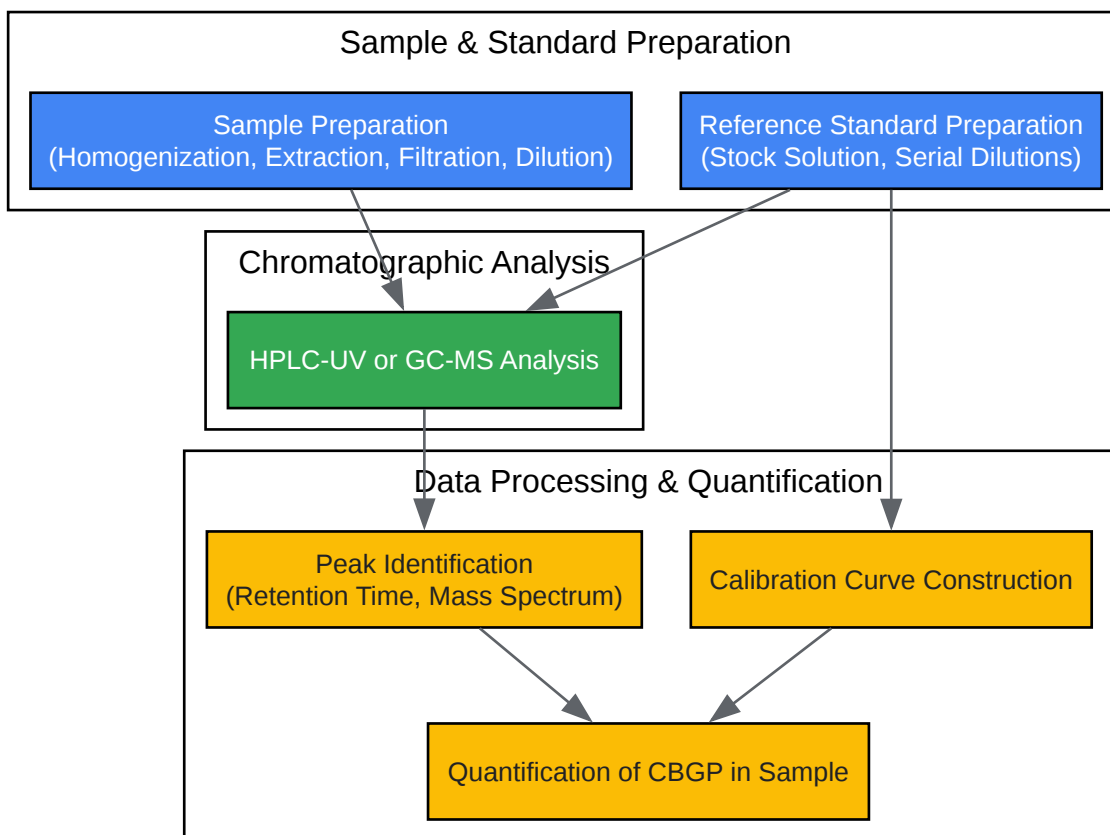 Sample & Standard Preparation
Sample Preparation
(Homogenization, Extraction, Filtration, Dilution)
Reference Standard Preparation
(Stock Solution, Serial Dilutions)
Chromatographic Analysis
HPLC-UV or GC-MS Analysis
Data Processing & Quantification
Peak Identification
(Retention Time, Mass Spectrum)
Calibration Curve Construction
Quantification of CBGP in Sample